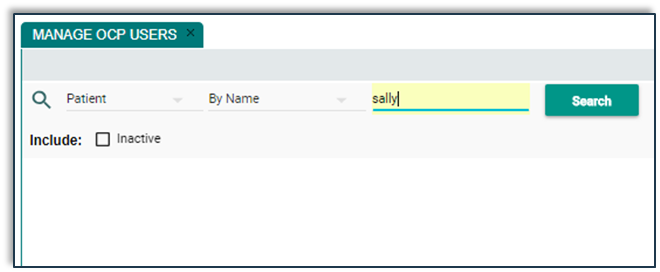 MANAGE OCP USERS ×
Patient By Name sally Search
Include: Inactive